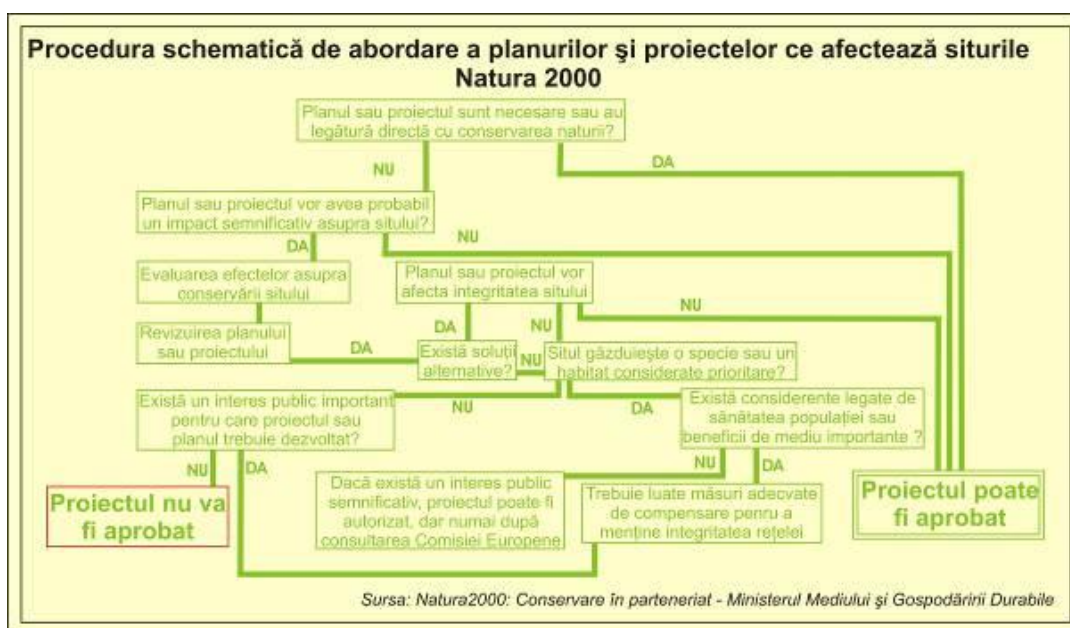 Procedura schematică de abordare a planurilor şi proiectelor ce afectează siturile
Natura 2000
Planul sau proiectul sunt necesare sau au
legătură directă cu conservarea naturii?
NU
DA
Planul sau proiectul vor avea probabil
un impact semnificativ asupra sitului?
DA
NU
Evaluarea efectelor asupra
conservării sitului
Planul sau proiectul vor
afecta integritatea sitului
Revizuirea planului
sau proiectului
DA
DA
NU
NU
Există soluţii
alternative?
NU
Situl găzduieşte o specie sau un
habitat considerate prioritare?
Există un interes public important
pentru care proiectul sau
planul trebuie dezvoltat?
NU
DA
Există considerente legate de
sănătatea populaţiei sau
beneficii de mediu importante ?
NU
DA
NU
DA
Proiectul nu va
fi aprobat
Dacă există un interes public
semnificativ, proiectul poate fi
autorizat, dar numai după
consultarea Comisiei Europene
Trebuie luate măsuri adecvate
de compensare penru a
menţine integritatea reţelei
Proiectul poate
fi aprobat
Sursa: Natura2000: Conservare în parteneriat - Ministerul Mediului şi Gospodăririi Durabile